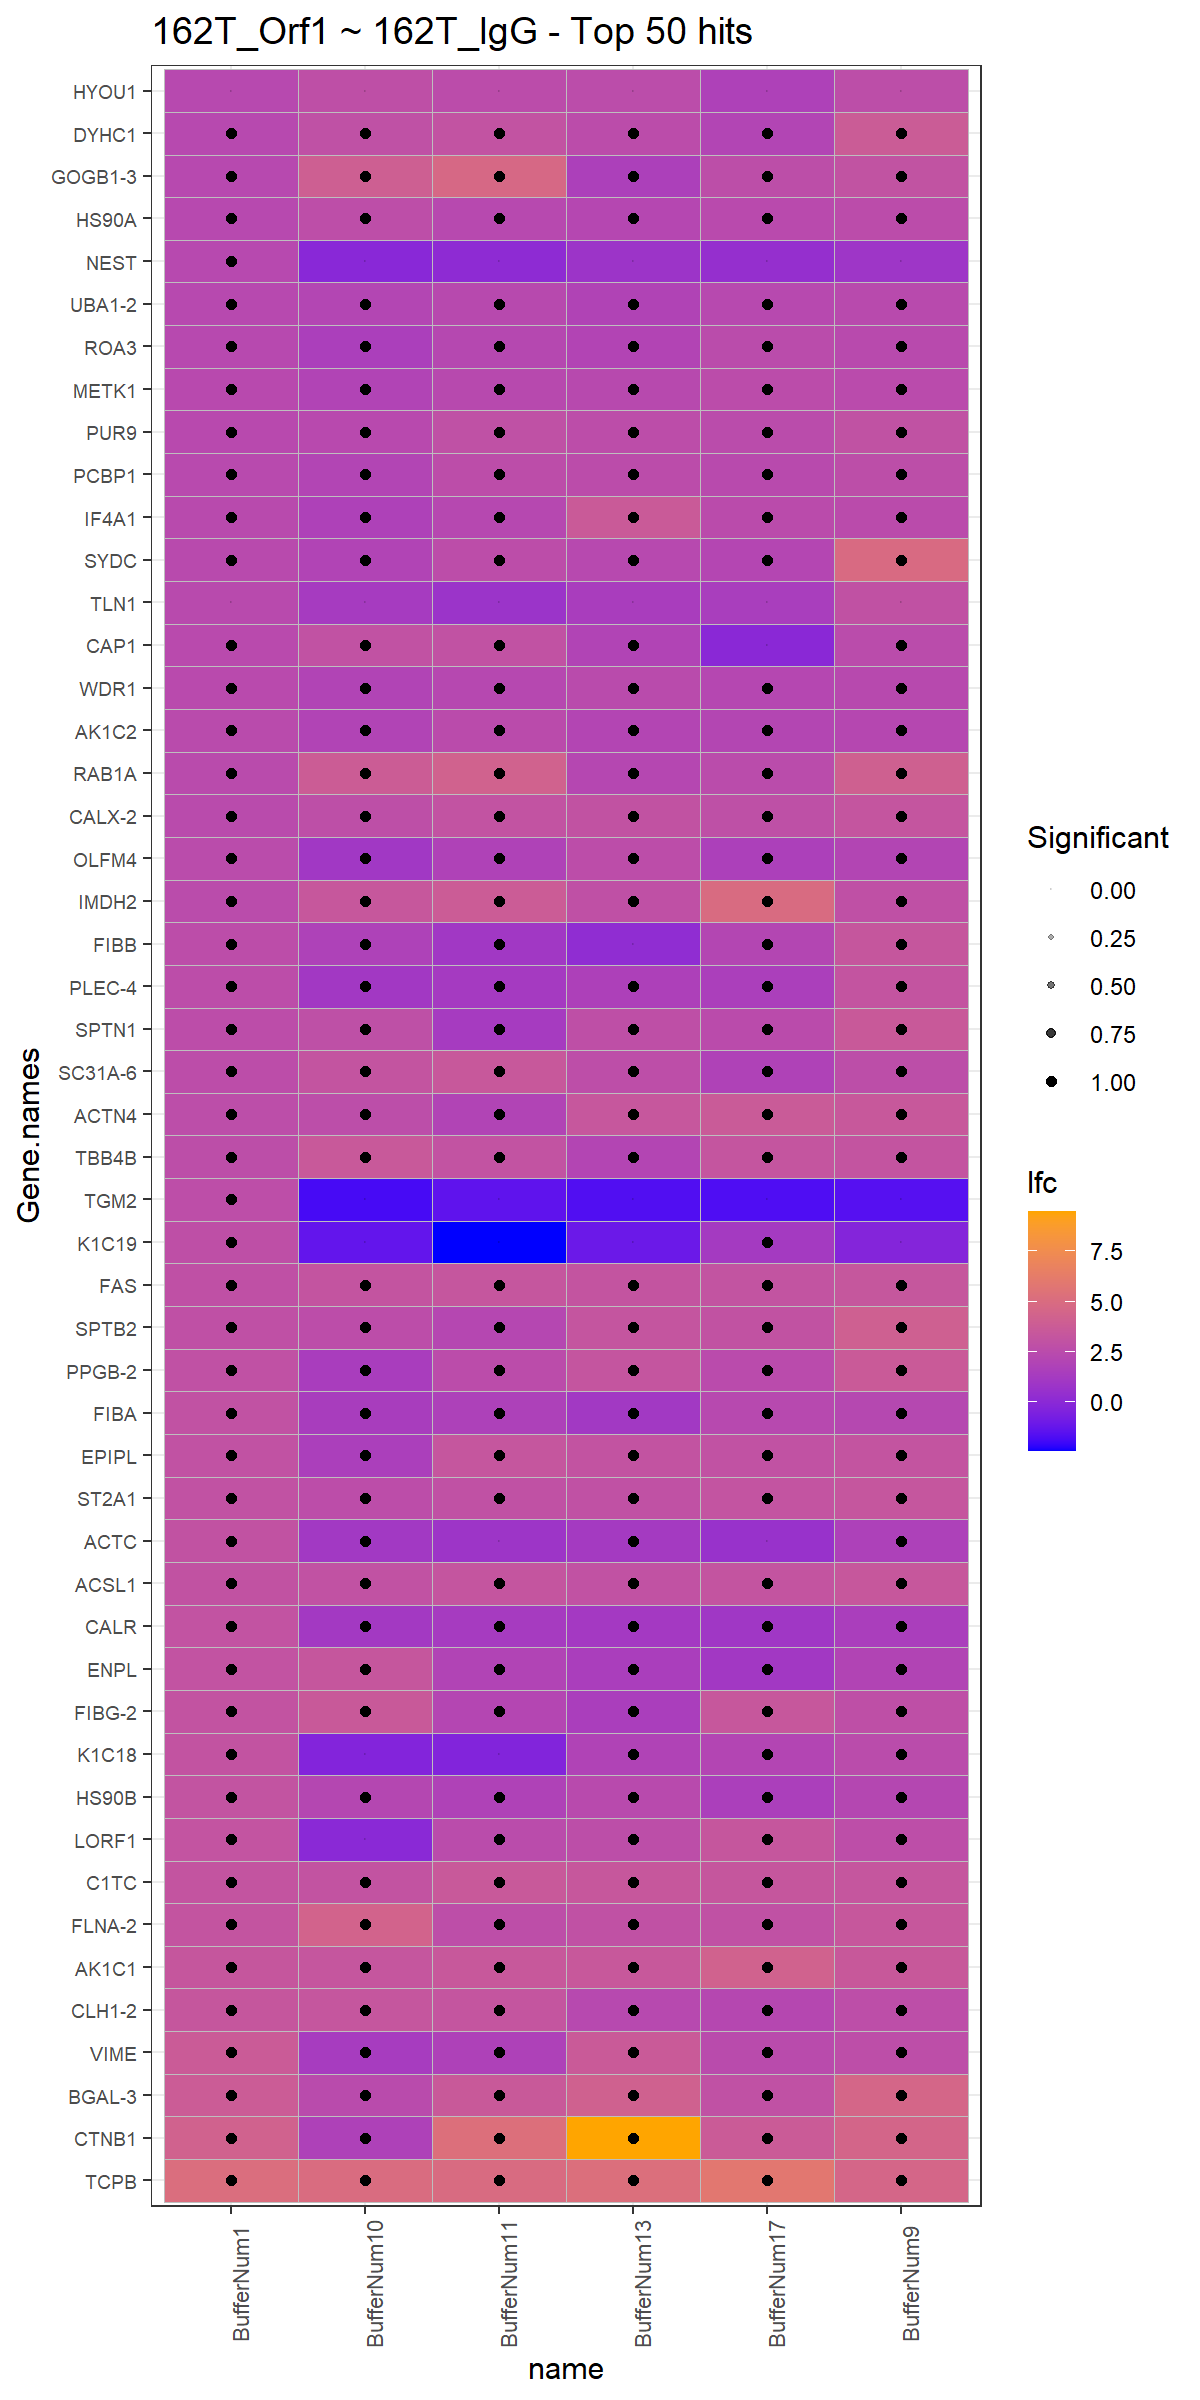 162T_Orf1 ~ 162T_IgG - Top 50 hits
Gene.names
HYOU1
DYHC1
GOGB1-3
HS90A
NEST
UBA1-2
ROA3
METK1
PUR9
PCBP1
IF4A1
SYDC
TLN1
CAP1
WDR1
AK1C2
RAB1A
CALX-2
OLFM4
IMDH2
FIBB
PLEC-4
SPTN1
SC31A-6
ACTN4
TBB4B
TGM2
K1C19
FAS
SPTB2
PPGB-2
FIBA
EPIPL
ST2A1
ACTC
ACSL1
CALR
ENPL
FIBG-2
K1C18
HS90B
LORF1
C1TC
FLNA-2
AK1C1
CLH1-2
VIME
BGAL-3
CTNB1
TCPB
BufferNum1
BufferNum10
BufferNum11
BufferNum13
BufferNum17
BufferNum9
name
Significant
0.00
0.25
0.50
0.75
1.00
lfc
7.5
5.0
2.5
0.0